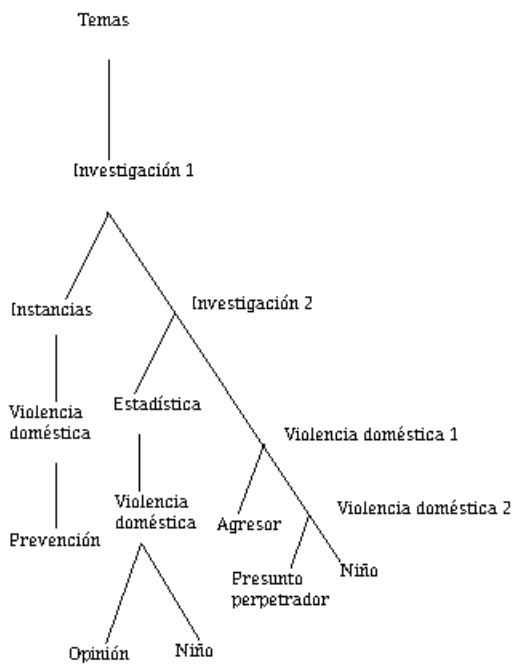 Temas
Investigación 1
Instancias
Investigación 2
Violencia
doméstica
Estadística
Violencia doméstica 1
Prevención
Violencia
doméstica
Agresor
Violencia doméstica 2
Presunto
perpetrador
Niño
Opinión
Niño